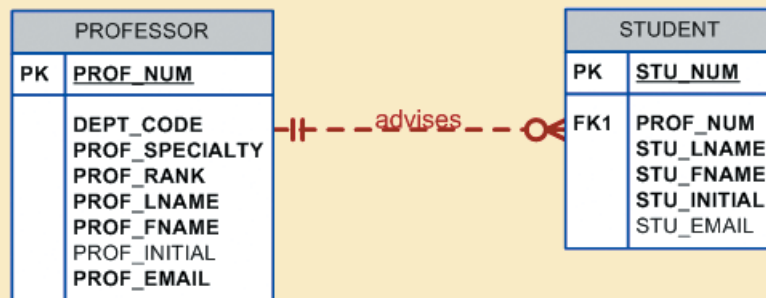 PROFESSOR
PK PROF_NUM
DEPT_CODE
PROF_SPECIALTY
PROF_RANK
PROF_LNAME
PROF_FNAME
PROF_INITIAL
PROF_EMAIL
advises
STUDENT
PK STU_NUM
FK1 PROF_NUM
STU_LNAME
STU_FNAME
STU_INITIAL
STU_EMAIL